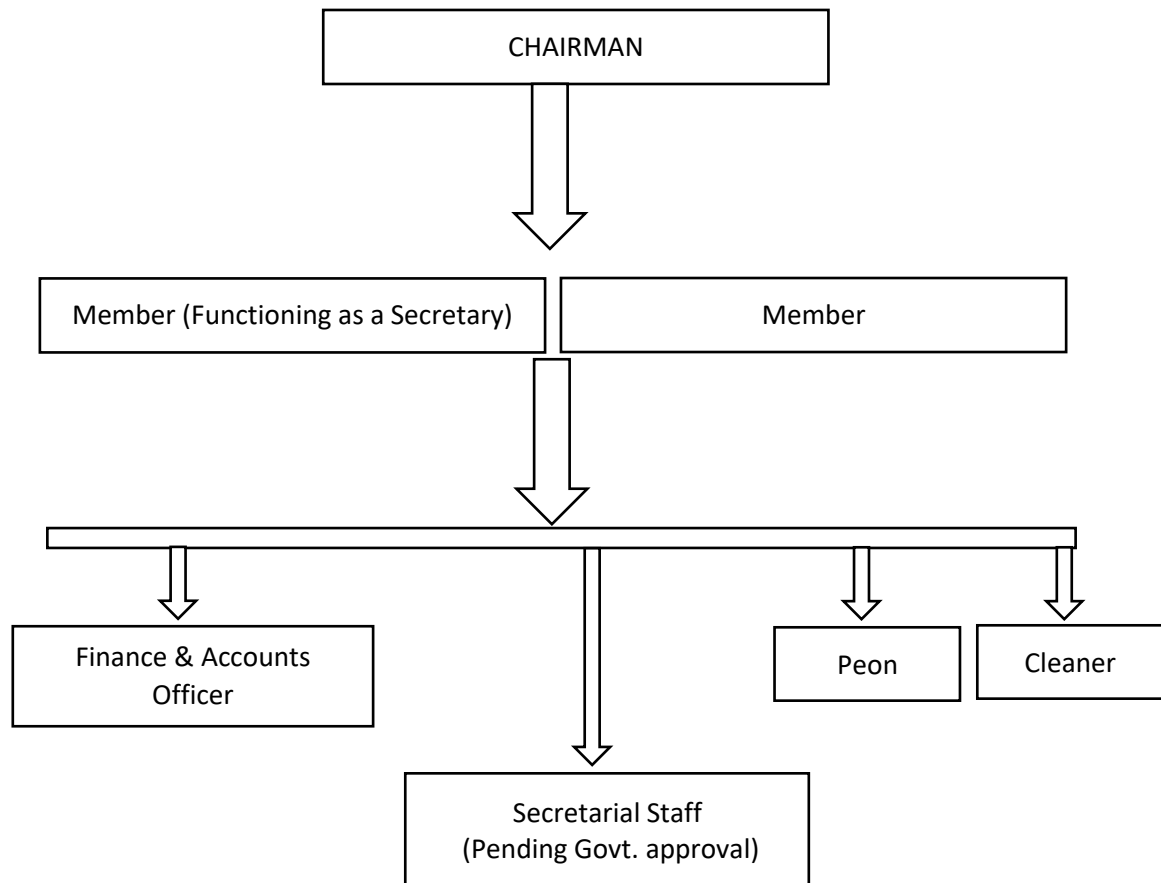 CHAIRMAN
Member (Functioning as a Secretary)
Member
Finance & Accounts
Officer
Peon
Cleaner
Secretarial Staff
(Pending Govt. approval)